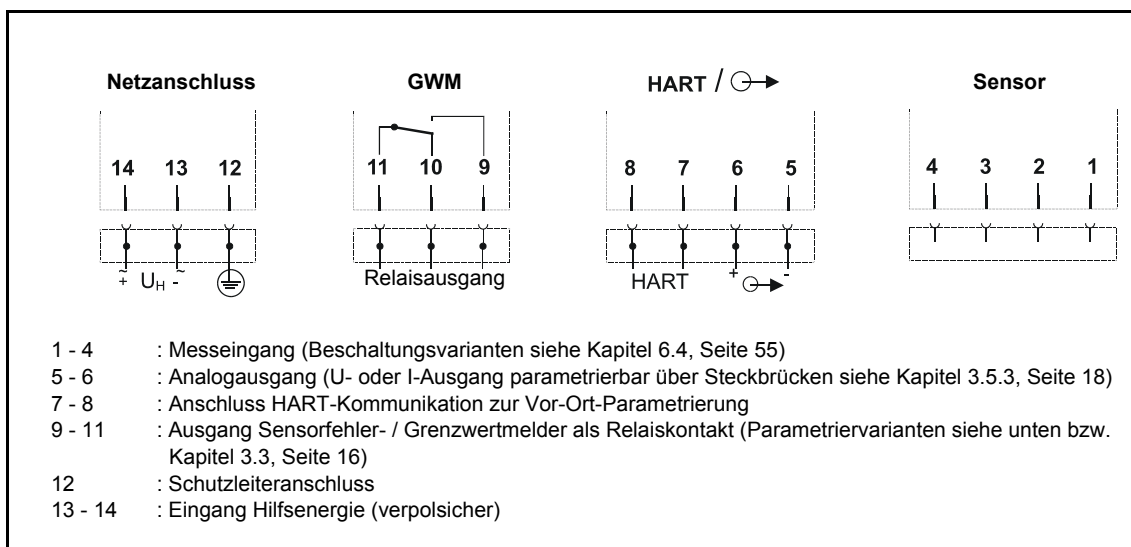 Netzanschluss GWM HART / Sensor
14 13 12 11 10 9 8 7 6 5 4 3 2 1
~ + UH - ~ Relaisausgang HART + -
1 - 4 : Messeingang (Beschaltungsvarianten siehe Kapitel 6.4, Seite 55)
5 - 6 : Analogausgang (U- oder I-Ausgang parametrierbar über Steckbrücken siehe Kapitel 3.5.3, Seite 18)
7 - 8 : Anschluss HART-Kommunikation zur Vor-Ort-Parametrierung
9 - 11 : Ausgang Sensorfehler- / Grenzwertmelder als Relaiskontakt (Parametriervarianten siehe unten bzw.
Kapitel 3.3, Seite 16)
12 : Schutzleiteranschluss
13 - 14 : Eingang Hilfsenergie (verpolsicher)